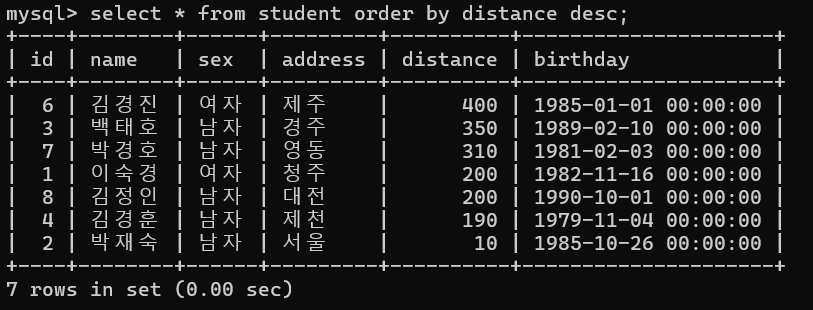 mysql> select * from student order by distance desc;
+----+--------+------+---------+----------+---------------------+
| id | name   | sex  | address | distance | birthday            |
+----+--------+------+---------+----------+---------------------+
|  6 | 김경진 | 여자 | 제주    |      400 | 1985-01-01 00:00:00 |
|  3 | 백태호 | 남자 | 경주    |      350 | 1989-02-10 00:00:00 |
|  7 | 박경호 | 남자 | 영동    |      310 | 1981-02-03 00:00:00 |
|  1 | 이숙경 | 여자 | 청주    |      200 | 1982-11-16 00:00:00 |
|  8 | 김정인 | 남자 | 대전    |      200 | 1990-10-01 00:00:00 |
|  4 | 김경훈 | 남자 | 제천    |      190 | 1979-11-04 00:00:00 |
|  2 | 박재숙 | 남자 | 서울    |       10 | 1985-10-26 00:00:00 |
+----+--------+------+---------+----------+---------------------+
7 rows in set (0.00 sec)